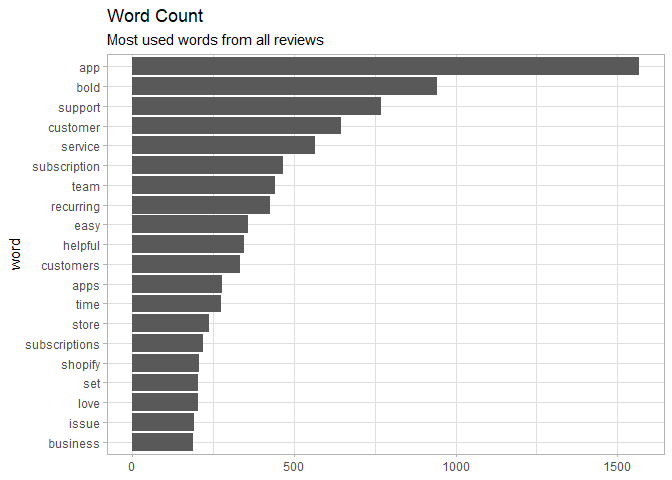 Word Count
Most used words from all reviews
app
bold
support
customer
service
subscription
team
recurring
easy
helpful
customers
apps
time
store
subscriptions
shopify
set
love
issue
business
word
0 500 1000 1500